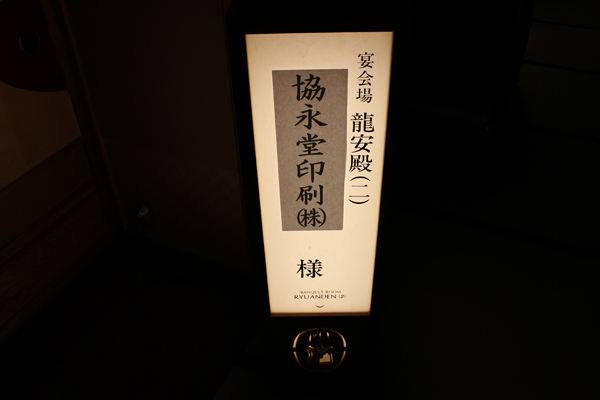 宴会場 龍安殿(二)
協永堂印刷㈱
様
BANQUET ROOM
RYUANDEN (2)